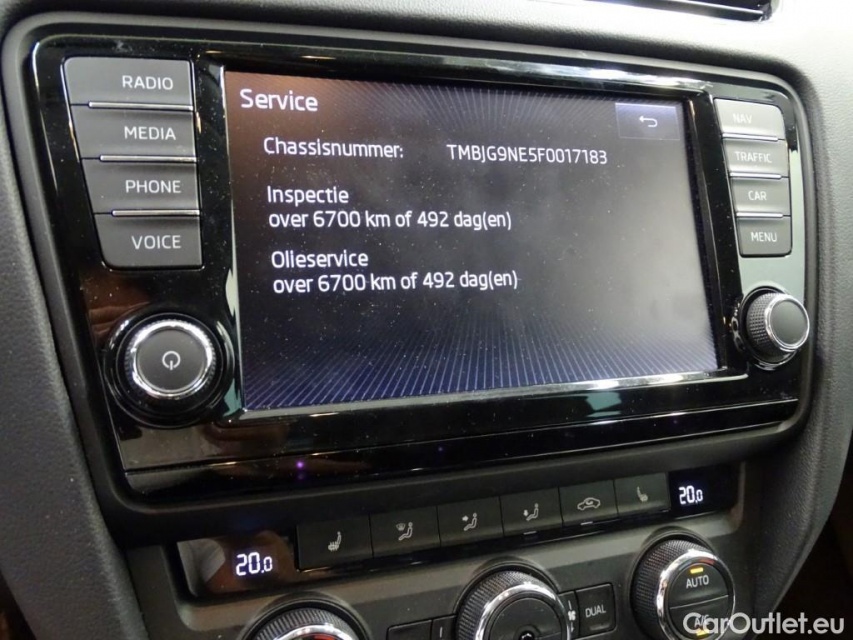 RADIO
MEDIA
PHONE
VOICE
Service
Chassisnummer: TMBJG9NE5F0017183
Inspectie
over 6700 km of 492 dag(en)
Olieservice
over 6700 km of 492 dag(en)
NAV
TRAFFIC
CAR
MENU
20.0
20.0
AUTO
DUAL
A/C
CarOutlet.eu